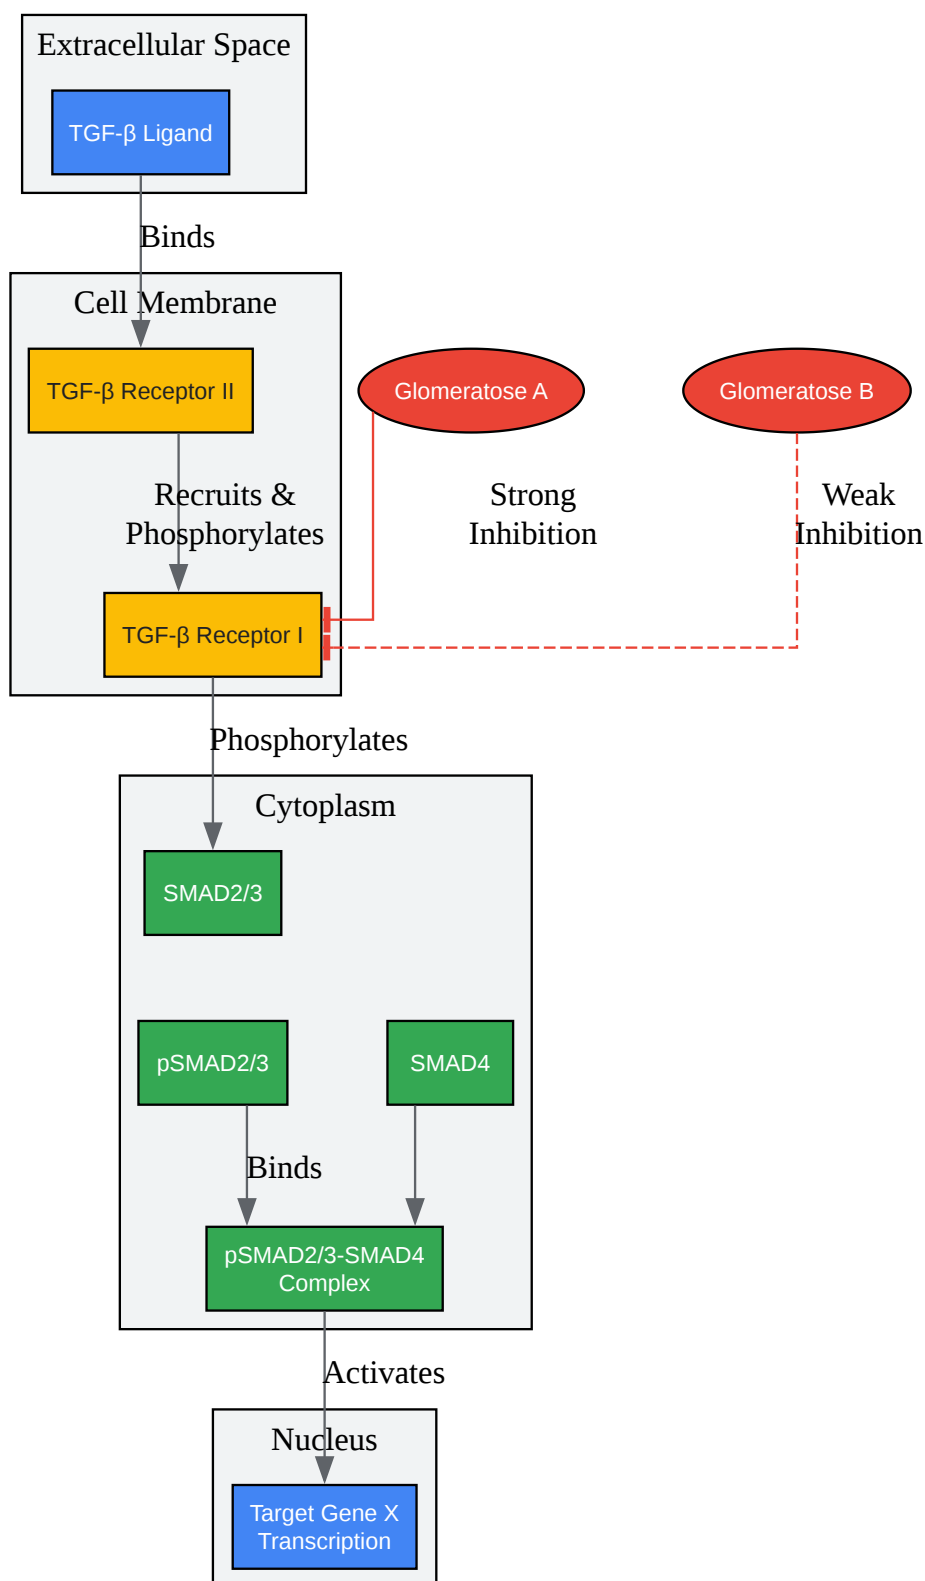 Extracellular Space
TGF-β Ligand
Binds
Cell Membrane
TGF-β Receptor II
Glomeratose A
Glomeratose B
Recruits &
Phosphorylates
Strong
Inhibition
Weak
Inhibition
TGF-β Receptor I
Phosphorylates
Cytoplasm
SMAD2/3
pSMAD2/3
SMAD4
Binds
pSMAD2/3-SMAD4
Complex
Activates
Nucleus
Target Gene X
Transcription